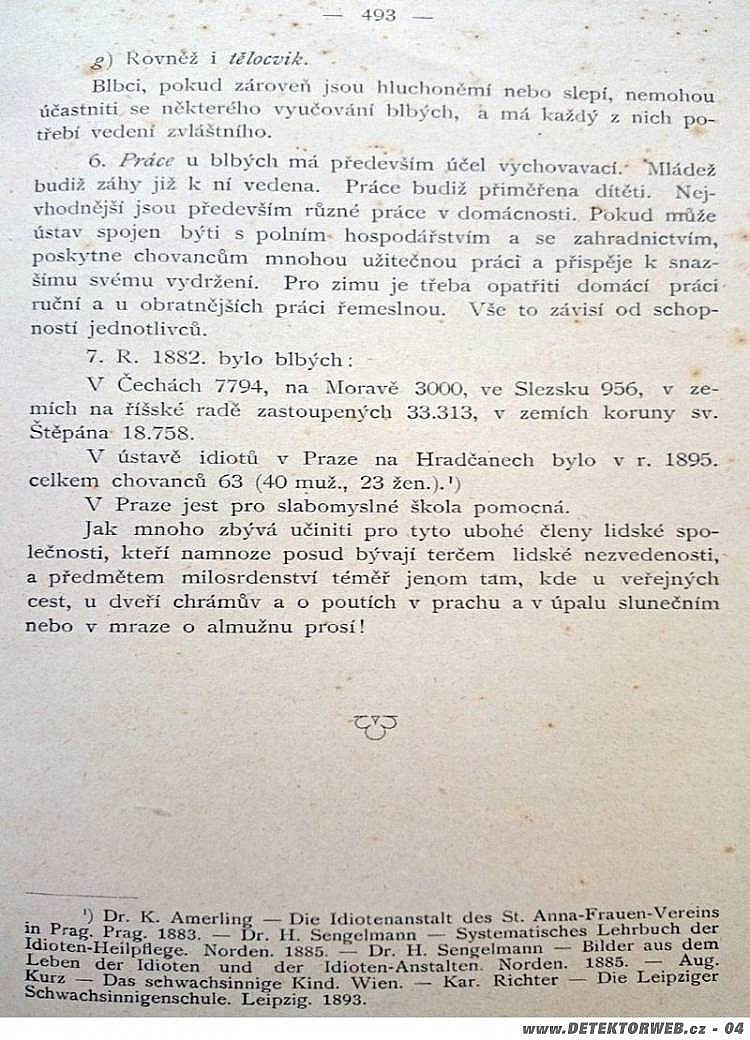 — 493 —
g) Rovněž i tělocvik.
Blbci, pokud zároveň jsou hluchoněmí nebo slepí, nemohou
účastniti se některého vyučování blbých, a má každý z nich po-
třebí vedení zvláštního.
6. Práce u blbých má především účel vychovavací. Mládež
budiž záhy již k ní vedena. Práce budiž přiměřena dítěti. Nej-
vhodnější jsou především různé práce v domácnosti. Pokud může
ústav spojen býti s polním hospodářstvím a se zahradnictvím,
poskytne chovancům mnohou užitečnou práci a přispěje k snaz-
šímu svému vydržení. Pro zimu je třeba opatřiti domácí práci
ruční a u obratnějších práci řemeslnou. Vše to závisí od schop-
ností jednotlivců.
7. R. 1882. bylo blbých:
V Čechách 7794, na Moravě 3000, ve Slezsku 956, v ze-
mích na říšské radě zastoupených 33.313, v zemích koruny sv.
Štěpána 18.758.
V ústavě idiotů v Praze na Hradčanech bylo v r. 1895.
celkem chovanců 63 (40 muž., 23 žen.).¹)
V Praze jest pro slabomyslné škola pomocná.
Jak mnoho zbývá učiniti pro tyto ubohé členy lidské spo-
lečnosti, kteří namnoze posud bývají terčem lidské nezvedenosti,
a předmětem milosrdenství téměř jenom tam, kde u veřejných
cest, u dveří chrámův a o poutích v prachu a v úpalu slunečním
nebo v mraze o almužnu prosí!
¹) Dr. K. Amerling — Die Idiotenanstalt des St. Anna-Frauen-Vereins
in Prag. Prag. 1883. — Dr. H. Sengelmann — Systematisches Lehrbuch der
Idioten-Heilpflege. Norden. 1885. — Dr. H. Sengelmann — Bilder aus dem
Leben der Idioten und der Idioten-Anstalten. Norden. 1885. — Aug.
Kurz — Das schwachsinnige Kind. Wien. — Kar. Richter — Die Leipziger
Schwachsinnigenschule. Leipzig. 1893.
www.DETEKTORWEB.cz - 04